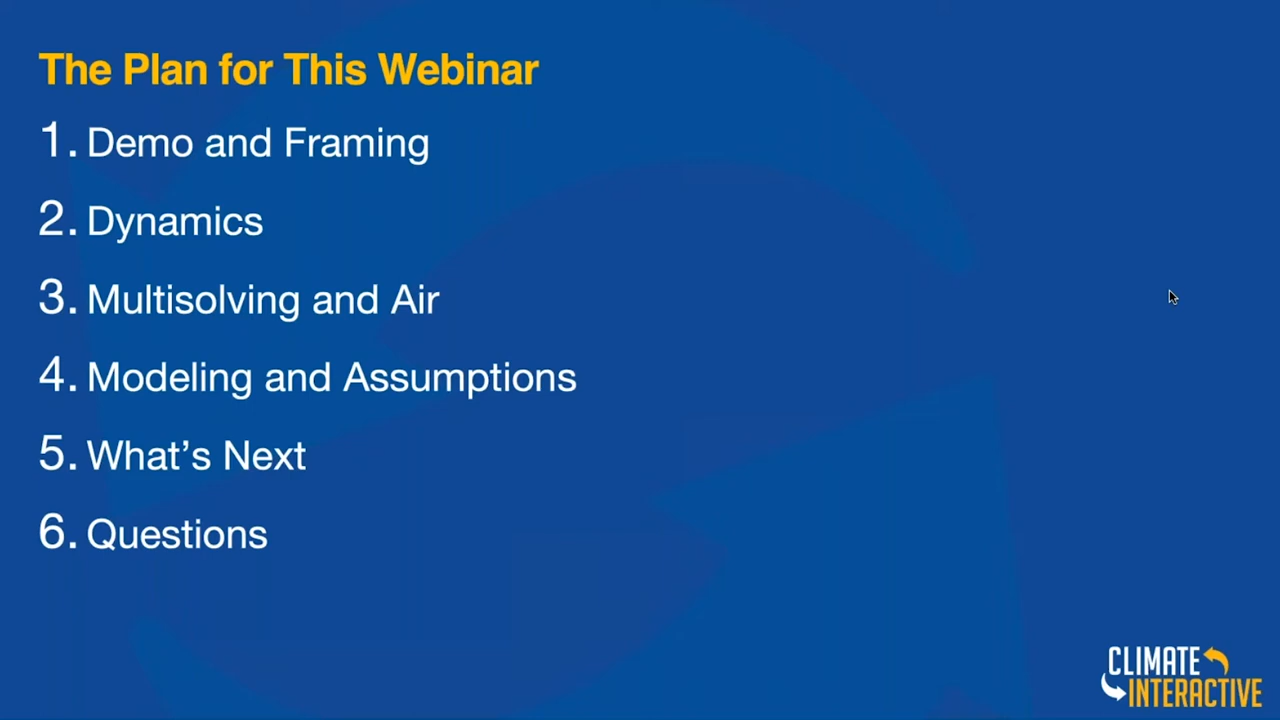 The Plan for This Webinar
1. Demo and Framing
2. Dynamics
3. Multisolving and Air
4. Modeling and Assumptions
5. What’s Next
6. Questions
CLIMATE
INTERACTIVE